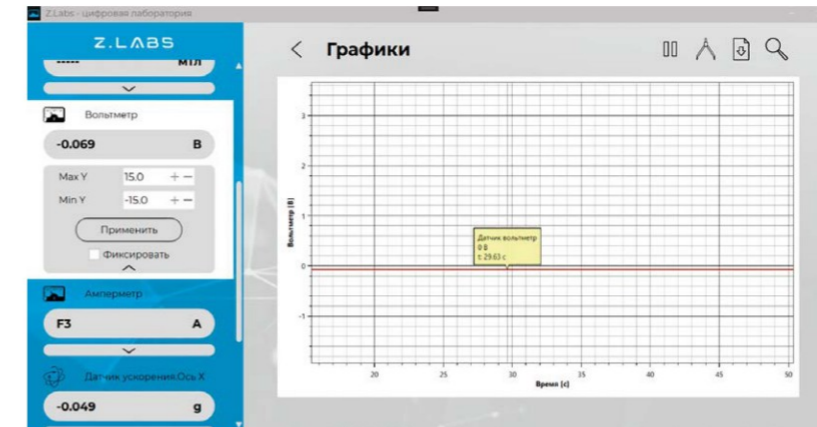 Z.Labs - цифровая лаборатория
Z.LABS
Графики
-----
Вольтметр
-0.069 В
Max Y 15.0 + −
Min Y -15.0 + −
Применить
Фиксировать
Амперметр
F3 А
Датчик ускорения.Ось X
-0.049 g
Вольтметр [В]
3
2
1
0
-1
Датчик вольтметр
0 В
t: 29.63 с
20 25 30 35 40 45 50
Время [с]